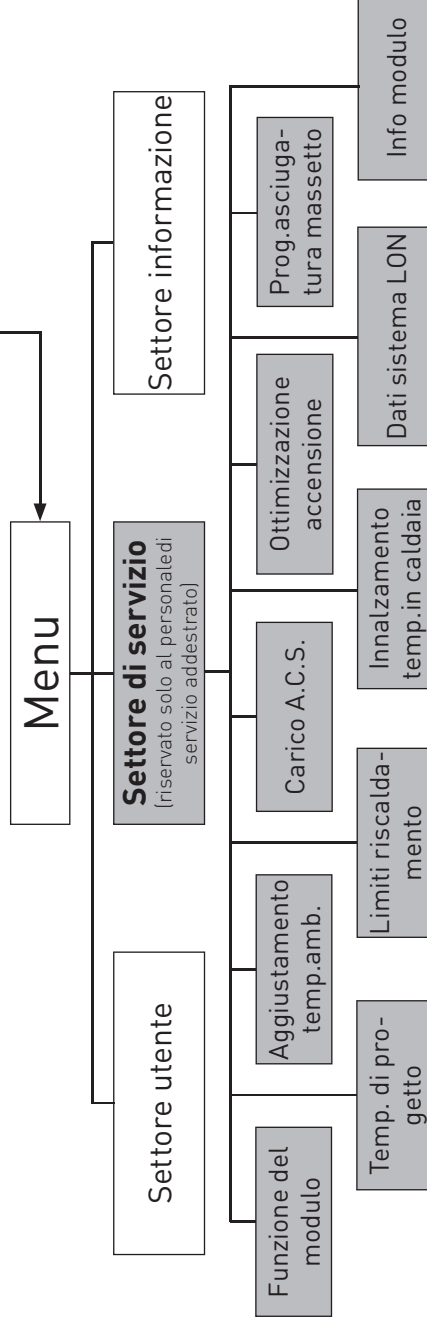 Menu
Settore utente
Settore di servizio
(riservato solo al personaledi
servizio addestrato)
Settore informazione
Funzione del
modulo
Aggiustamento
temp.amb.
Carico A.C.S.
Ottimizzazione
accensione
Prog.asciuga-
tura massetto
Temp. di pro-
getto
Limiti riscalda-
mento
Innalzamento
temp.in caldaia
Dati sistema LON
Info modulo